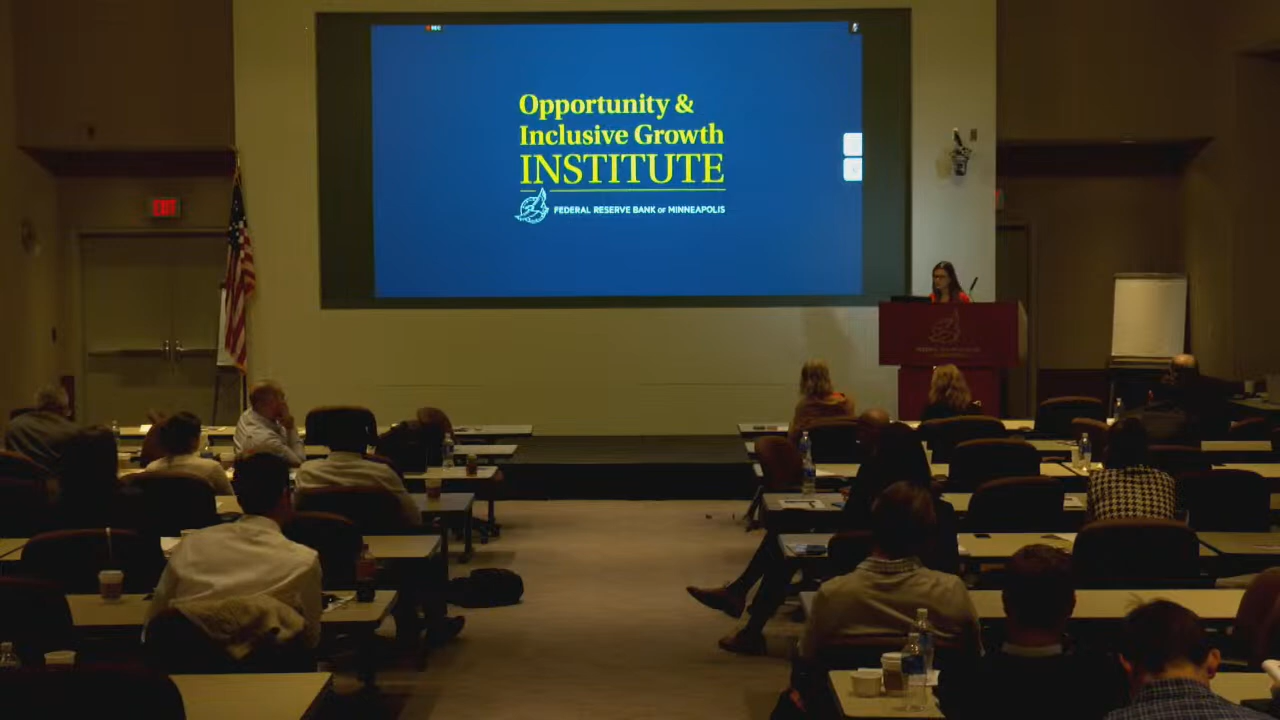 Opportunity &
Inclusive Growth
INSTITUTE
FEDERAL RESERVE BANK OF MINNEAPOLIS
EXIT